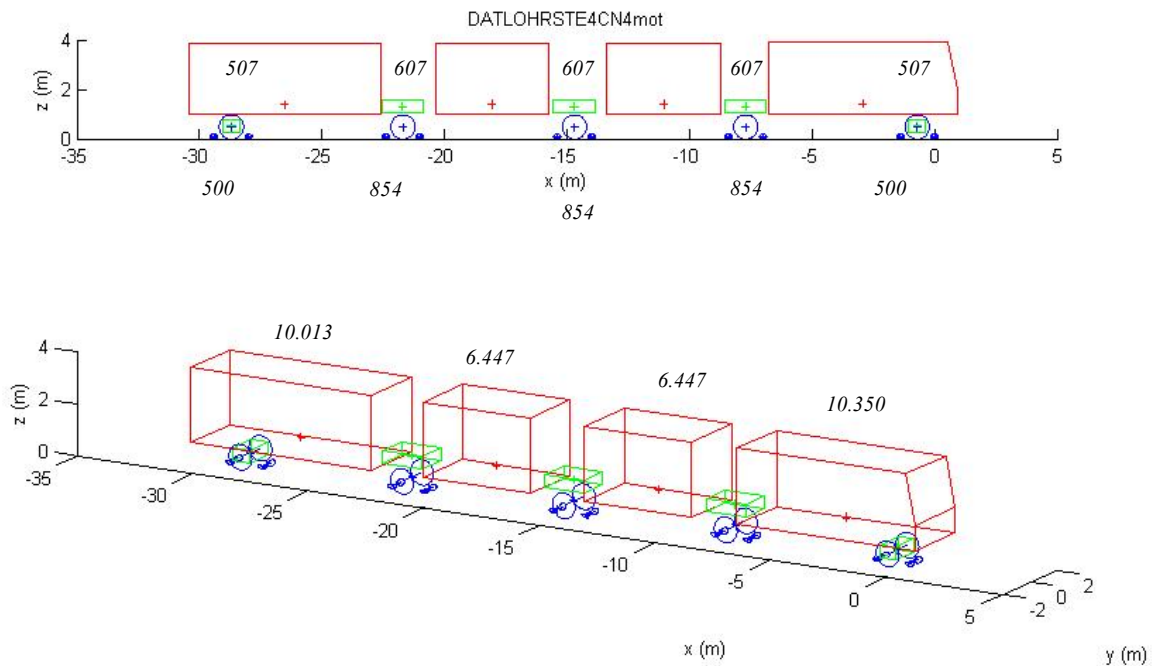 DATLOHRSTE4CN4mot
z (m)
4
2
0
507 607 607 607 507
-35 -30 -25 -20 -15 -10 -5 0 5
x (m)
500 854 854 854 500
10.013 6.447 6.447 10.350
z (m)
4
2
0
-35 -30 -25 -20 -15 -10 -5 0 5
-2 0 2
x (m)
y (m)